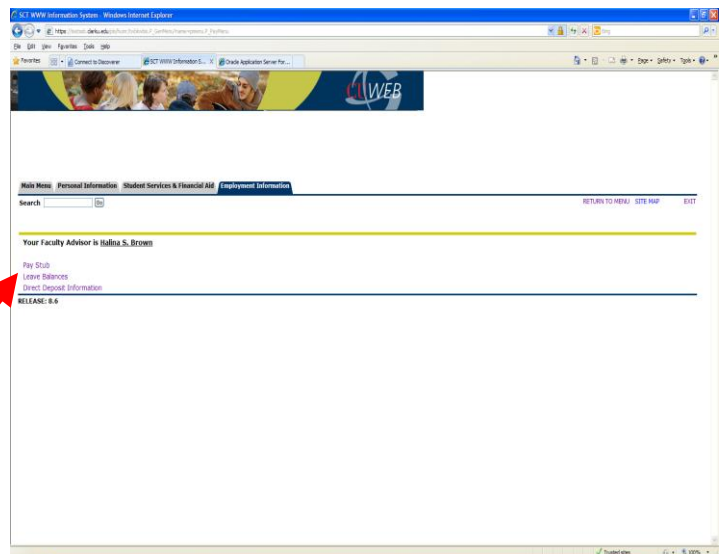 SCT WWW Information System - Windows Internet Explorer
File Edit View Favorites Tools Help
Favorites Connect to Discoverer SCT WWW Information S... X Oracle Application Server For... Page Safety Tools
WEB
Main Menu Personal Information Student Services & Financial Aid Employment Information
Search Go RETURN TO MENU SITE MAP EXIT
Your Faculty Advisor is Halina S. Brown
Pay Stub
Leave Balances
Direct Deposit Information
RELEASE: 8.6
Trusted sites 100%